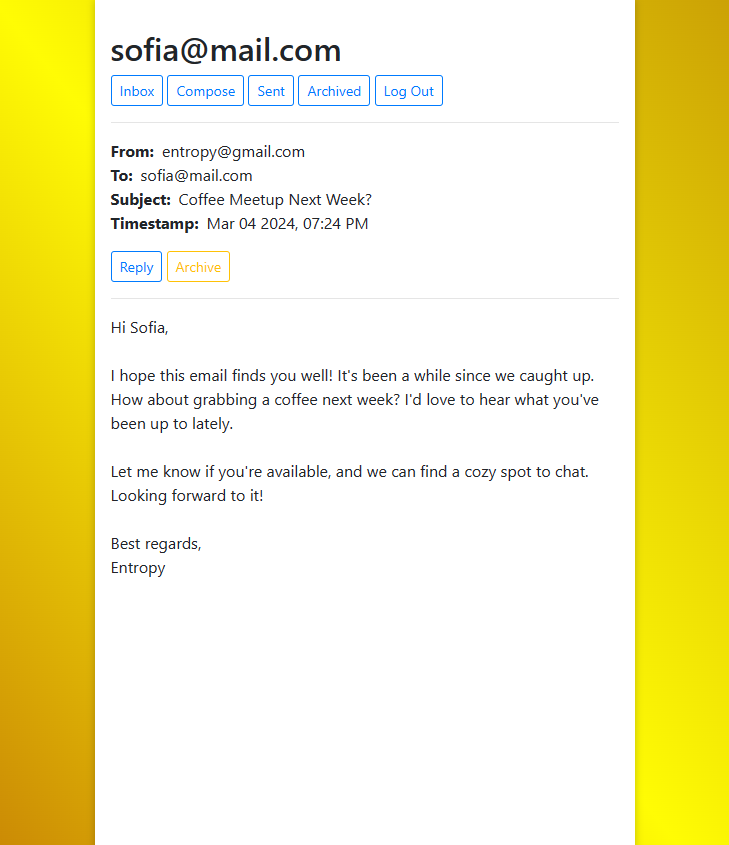 sofia@mail.com
Inbox Compose Sent Archived Log Out
From: entropy@gmail.com
To: sofia@mail.com
Subject: Coffee Meetup Next Week?
Timestamp: Mar 04 2024, 07:24 PM
Reply Archive
Hi Sofia,
I hope this email finds you well! It's been a while since we caught up.
How about grabbing a coffee next week? I'd love to hear what you've
been up to lately.
Let me know if you're available, and we can find a cozy spot to chat.
Looking forward to it!
Best regards,
Entropy